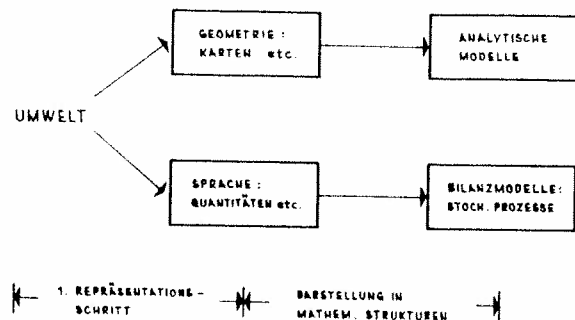 GEOMETRIE :
KARTEN etc.
ANALYTISCHE
MODELLE
UMWELT
SPRACHE :
QUANTITÄTEN etc.
BILANZMODELLE:
STOCH. PROZESSE
1. REPRÄSENTATIONS-
SCHRITT
DARSTELLUNG IN
MATHEM. STRUKTUREN